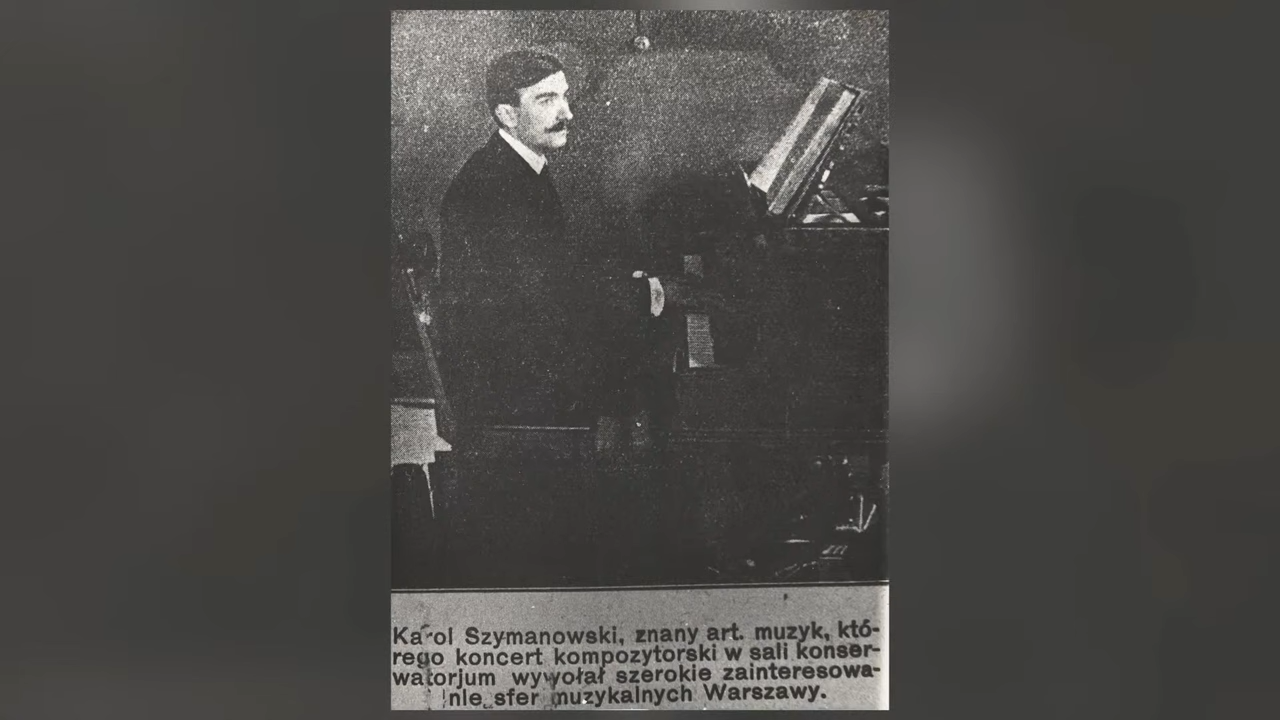 Karol Szymanowski, znany art. muzyk, któ-
rego koncert kompozytorski w sali konser-
watorjum wywołał szerokie zainteresowa-
nie sfer muzykalnych Warszawy.